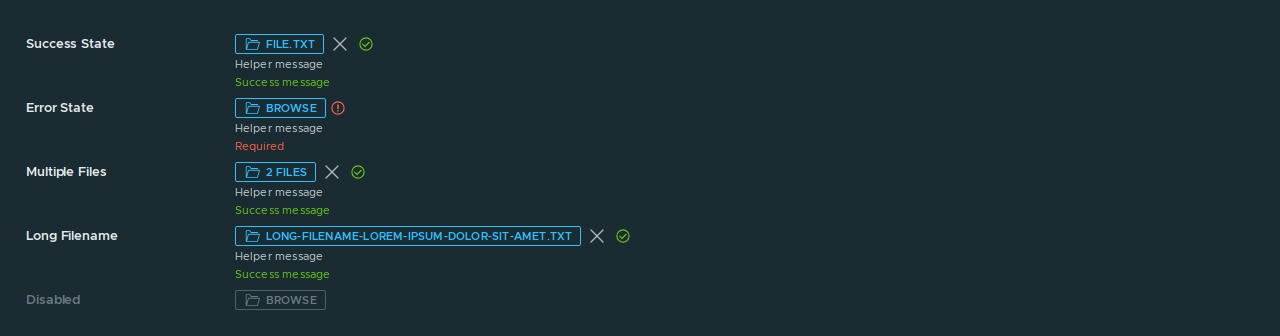 Success State
FILE.TXT
Helper message
Success message
Error State
BROWSE
Helper message
Required
Multiple Files
2 FILES
Helper message
Success message
Long Filename
LONG-FILENAME-LOREM-IPSUM-DOLOR-SIT-AMET.TXT
Helper message
Success message
Disabled
BROWSE